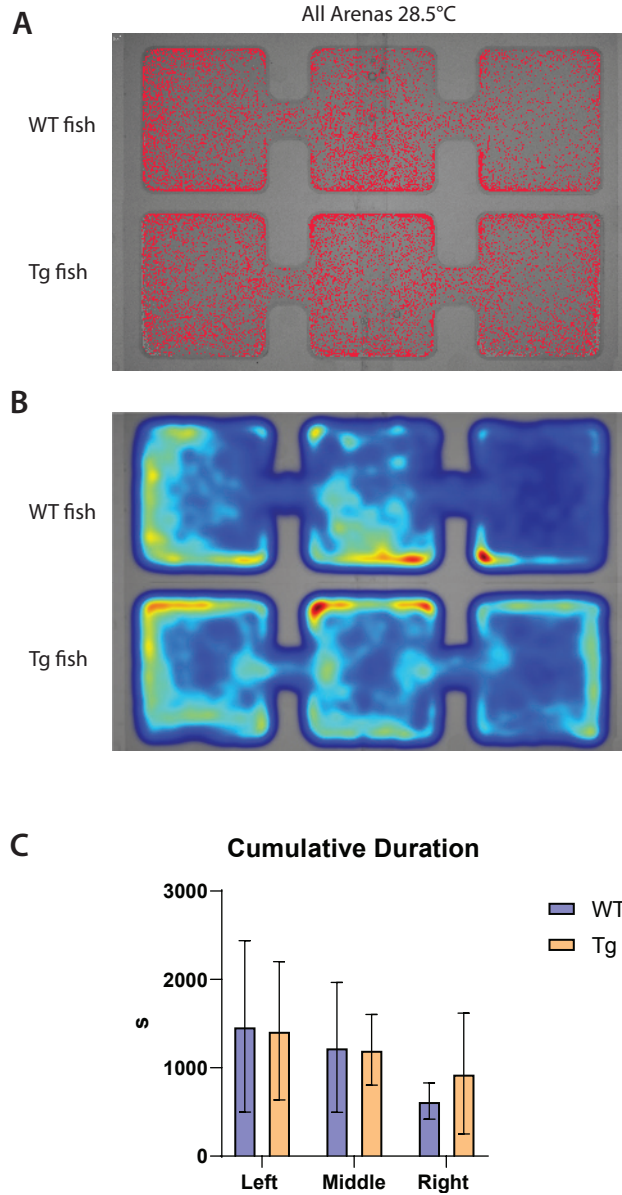 A
All Arenas 28.5°C
WT fish
Tg fish
B
WT fish
Tg fish
C
Cumulative Duration
3000
2000
1000
0
s
WT
Tg
Left Middle Right